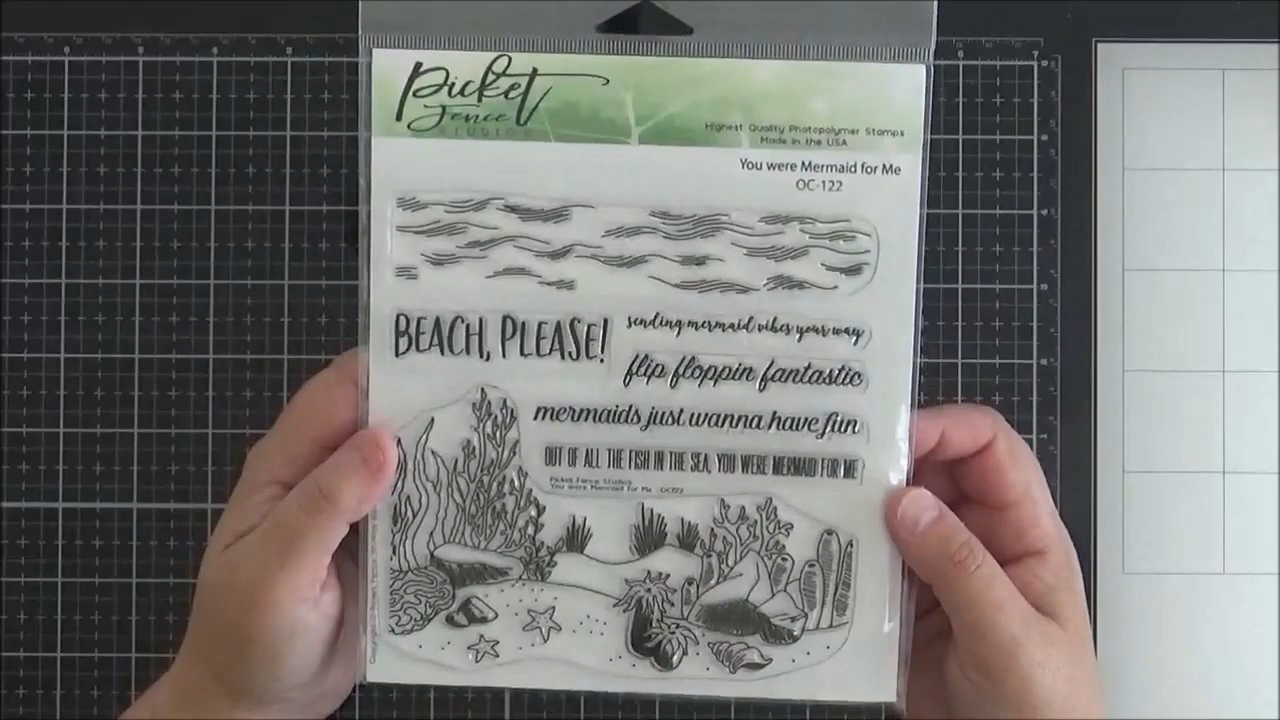 Picket
Fence
STUDIOS
Highest Quality Photopolymer Stamps
Made in the USA
You were Mermaid for Me
OC-122
BEACH, PLEASE!
sending mermaid vibes your way
flip floppin fantastic
mermaids just wanna have fun
OUT OF ALL THE FISH IN THE SEA, YOU WERE MERMAID FOR ME
Picket Fence Studios
You were Mermaid for Me OC122